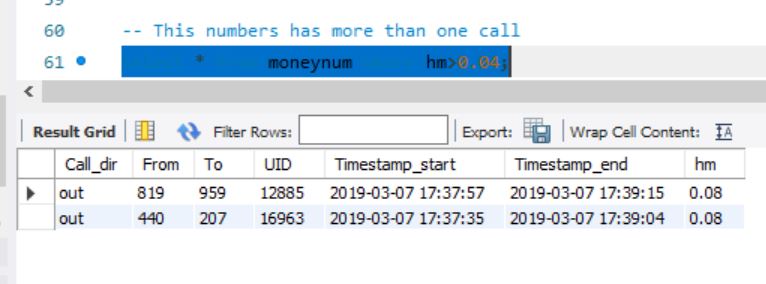 60 -- This numbers has more than one call
61 * moneynum hm>0.04;
Result Grid Filter Rows: Export: Wrap Cell Content:
Call_dir From To UID Timestamp_start Timestamp_end hm
out 819 959 12885 2019-03-07 17:37:57 2019-03-07 17:39:15 0.08
out 440 207 16963 2019-03-07 17:37:35 2019-03-07 17:39:04 0.08